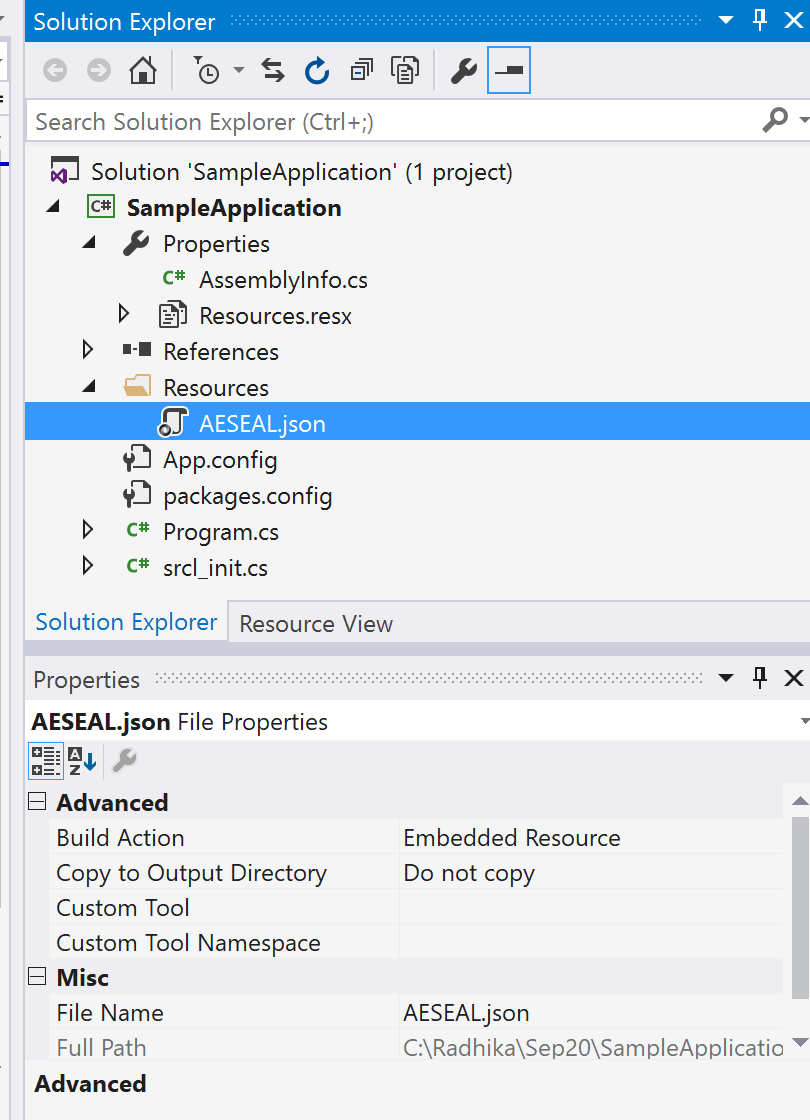 Solution Explorer
Search Solution Explorer (Ctrl+;)
Solution 'SampleApplication' (1 project)
C# SampleApplication
Properties
C# AssemblyInfo.cs
Resources.resx
References
Resources
AESEAL.json
App.config
packages.config
C# Program.cs
C# srcl_init.cs
Solution Explorer Resource View
Properties
AESEAL.json File Properties
A Z
Advanced
Build Action Embedded Resource
Copy to Output Directory Do not copy
Custom Tool
Custom Tool Namespace
Misc
File Name AESEAL.json
Full Path C:\Radhika\Sep20\SampleApplicatio
Advanced